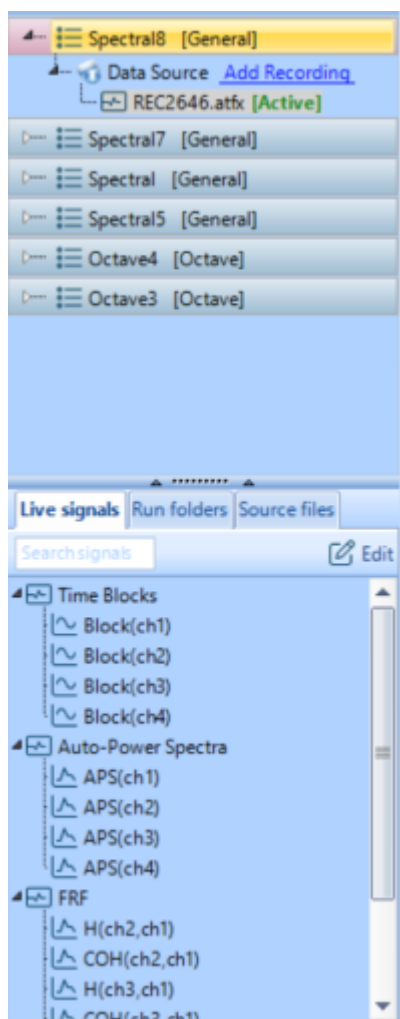 Spectral8 [General]
Data Source Add Recording
REC2646.atfx [Active]
Spectral7 [General]
Spectral [General]
Spectral5 [General]
Octave4 [Octave]
Octave3 [Octave]
Live signals Run folders Source files
Search signals Edit
Time Blocks
Block(ch1)
Block(ch2)
Block(ch3)
Block(ch4)
Auto-Power Spectra
APS(ch1)
APS(ch2)
APS(ch3)
APS(ch4)
FRF
H(ch2,ch1)
COH(ch2,ch1)
H(ch3,ch1)
COH(ch3,ch1)